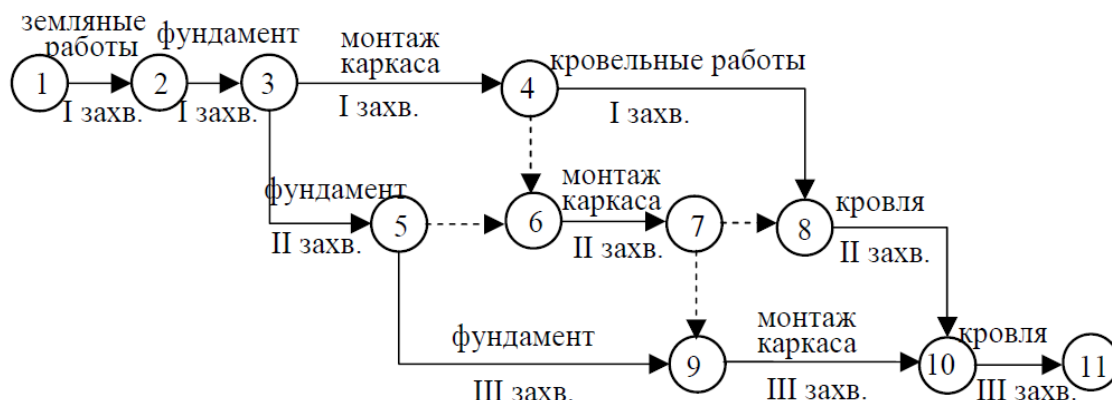 земляные
работы
фундамент
монтаж
каркаса
кровельные работы
1
2
3
4
I захв.
I захв.
I захв.
I захв.
фундамент
монтаж
каркаса
кровля
5
6
7
8
II захв.
II захв.
II захв.
фундамент
монтаж
каркаса
кровля
9
10
11
III захв.
III захв.
III захв.